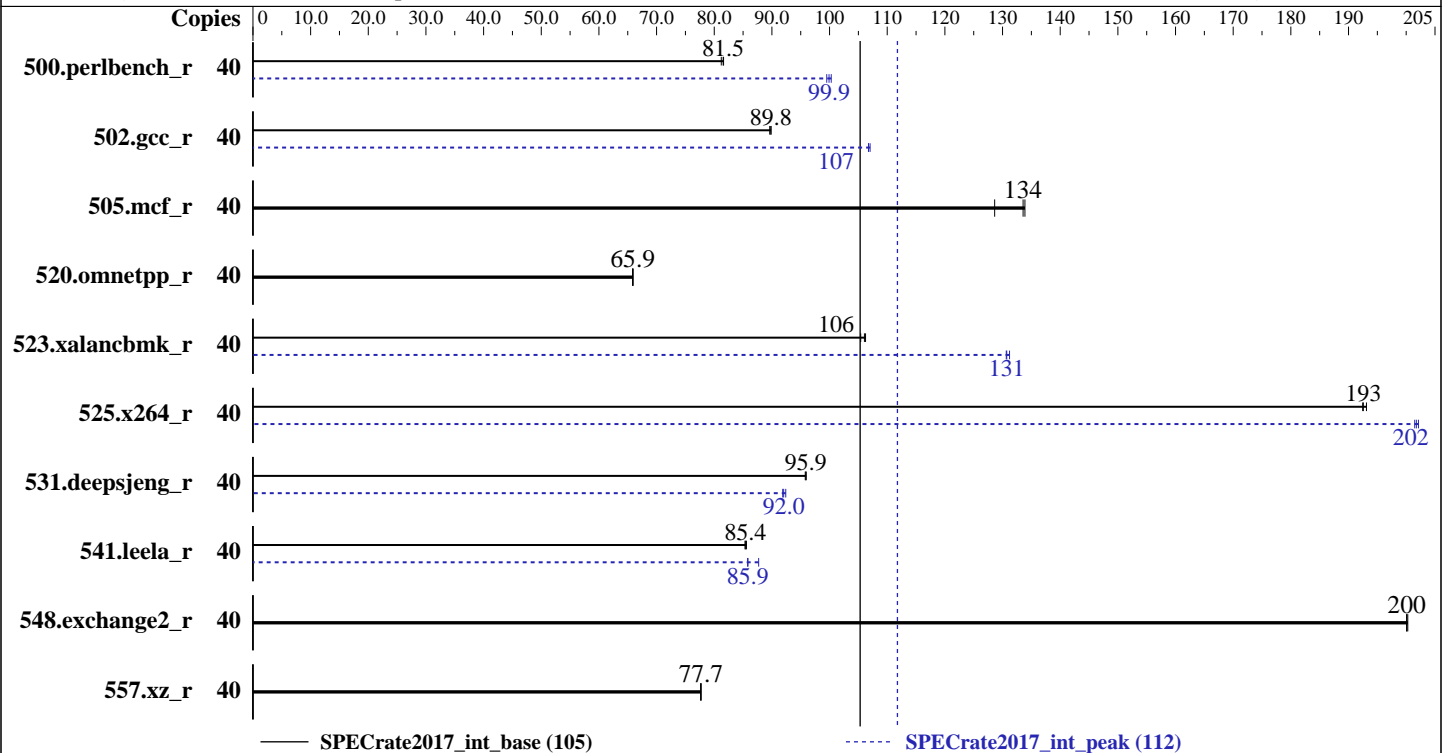 Copies 0 10.0 20.0 30.0 40.0 50.0 60.0 70.0 80.0 90.0 100 110 120 130 140 150 160 170 180 190 205
81.5
500.perlbench_r 40
99.9
89.8
502.gcc_r 40
107
134
505.mcf_r 40
65.9
520.omnetpp_r 40
106
523.xalancbmk_r 40
131
193
525.x264_r 40
202
95.9
531.deepsjeng_r 40
92.0
85.4
541.leela_r 40
85.9
200
548.exchange2_r 40
77.7
557.xz_r 40
SPECrate2017_int_base (105) SPECrate2017_int_peak (112)